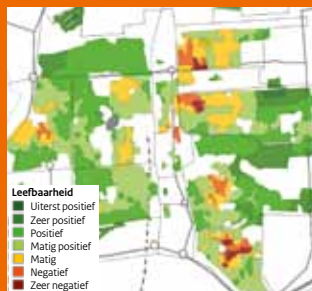 Leefbaarheid
Uiterst positief
Zeer positief
Positief
Matig positief
Matig
Negatief
Zeer negatief